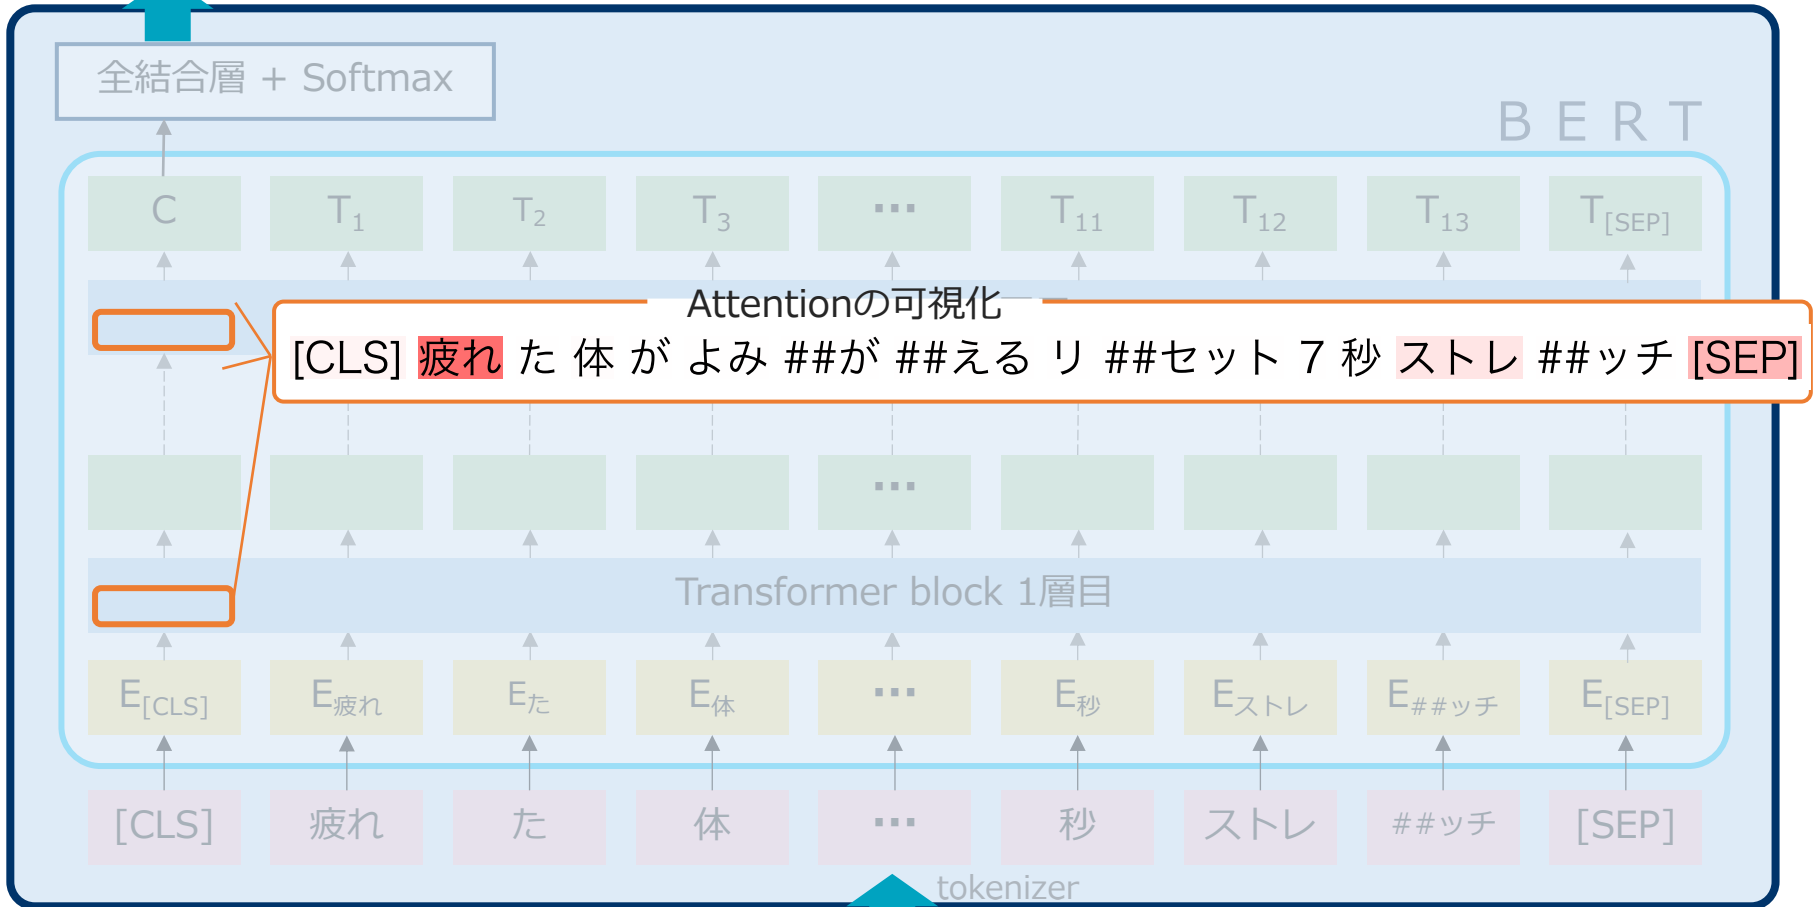 全結合層 + Softmax
B E R T
C T1 T2 T3 … T11 T12 T13 T[SEP]
Attentionの可視化
[CLS] 疲れ た 体 が よみ ##が ##える リ ##セット 7 秒 ストレ ##ッチ [SEP]
…
Transformer block 1層目
E[CLS] E疲れ Eた E体 … E秒 Eストレ E##ッチ E[SEP]
[CLS] 疲れ た 体 … 秒 ストレ ##ッチ [SEP]
tokenizer